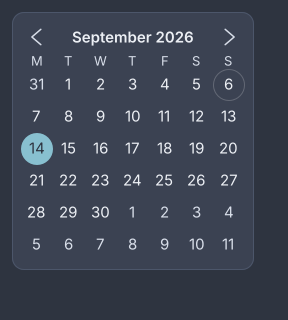 September 2026
M T W T F S S
31 1 2 3 4 5 6
7 8 9 10 11 12 13
14 15 16 17 18 19 20
21 22 23 24 25 26 27
28 29 30 1 2 3 4
5 6 7 8 9 10 11